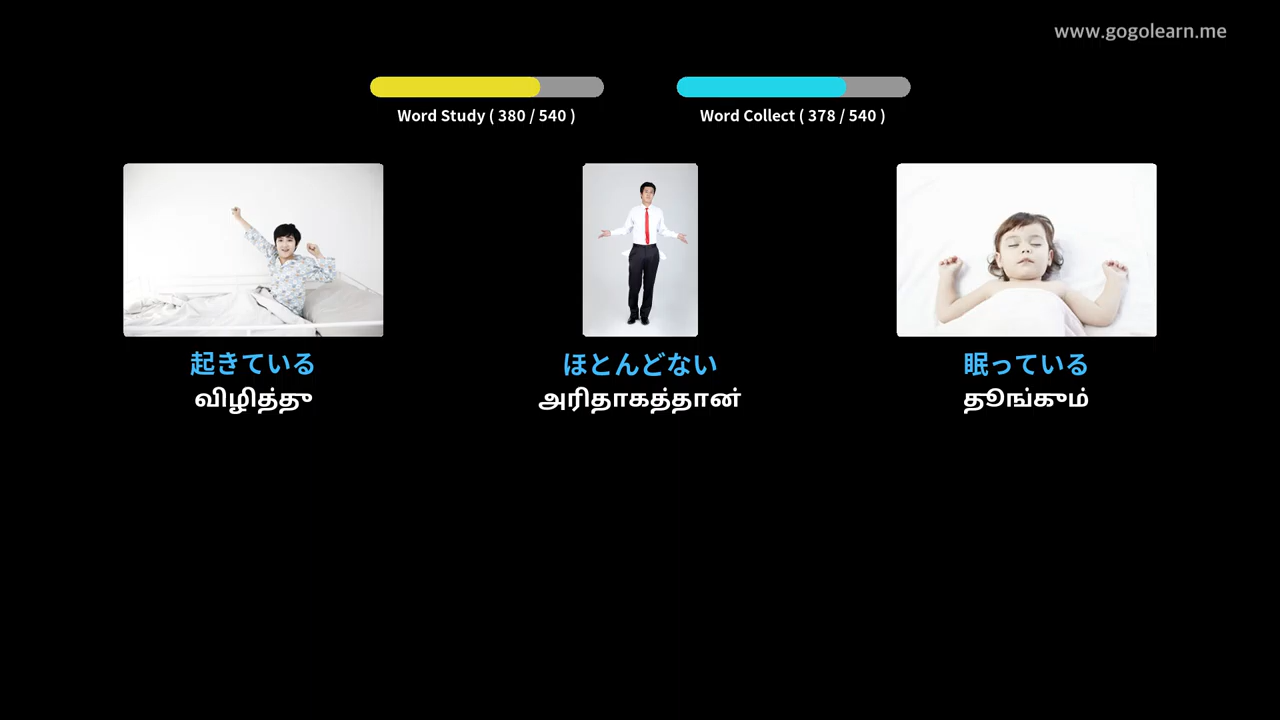 www.gogolearn.me
Word Study ( 380 / 540 )
Word Collect ( 378 / 540 )
起きている
விழித்து
ほとんどない
அரிதாகத்தான்
眠っている
தூங்கும்